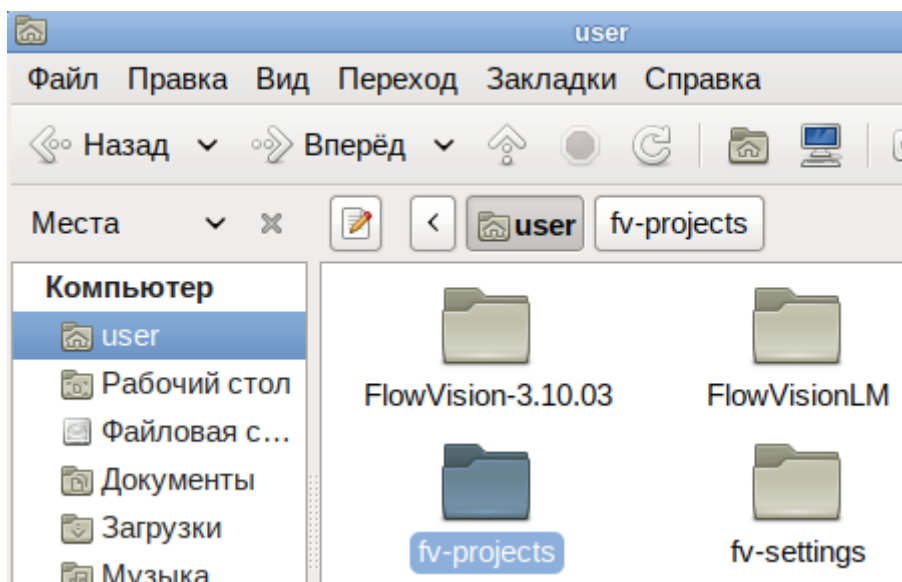 user
Файл Правка Вид Переход Закладки Справка
Назад Вперёд
Места
user fv-projects
Компьютер
user
Рабочий стол
Файловая с...
Документы
Загрузки
Музыка
FlowVision-3.10.03 FlowVisionLM
fv-projects fv-settings